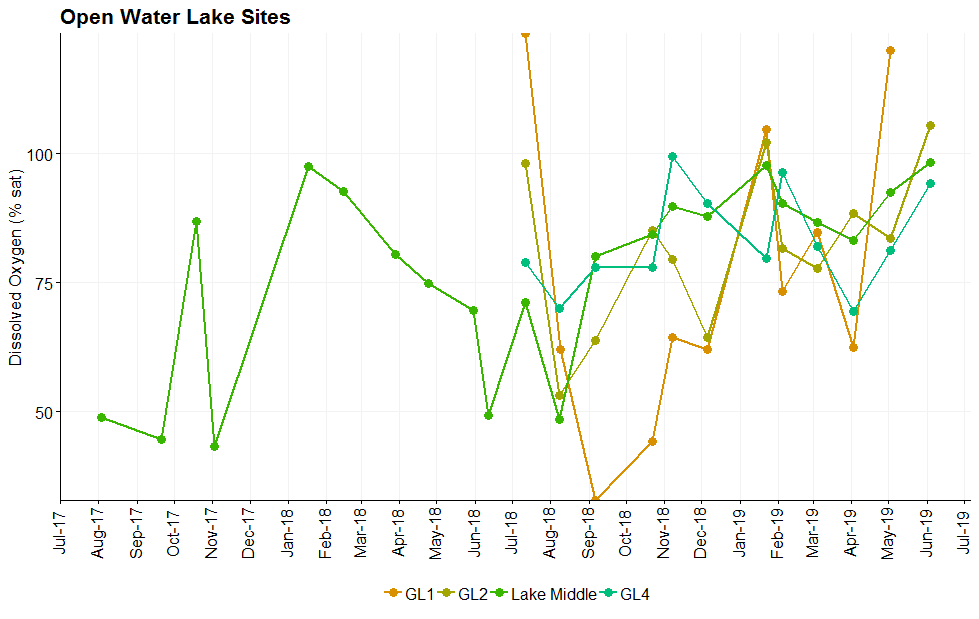 Open Water Lake Sites
Dissolved Oxygen (% sat)
100
75
50
Jul-17
Aug-17
Sep-17
Oct-17
Nov-17
Dec-17
Jan-18
Feb-18
Mar-18
Apr-18
May-18
Jun-18
Jul-18
Aug-18
Sep-18
Oct-18
Nov-18
Dec-18
Jan-19
Feb-19
Mar-19
Apr-19
May-19
Jun-19
Jul-19
GL1 GL2 Lake Middle GL4